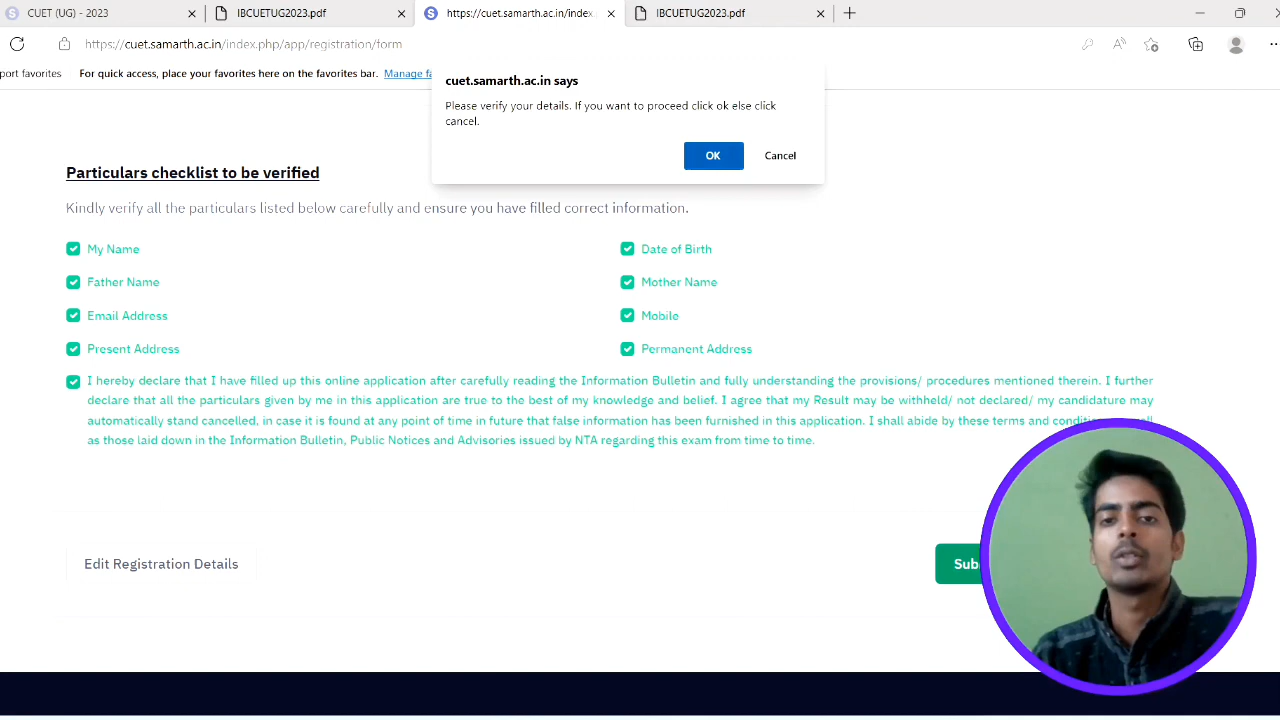 CUET (UG) - 2023
IBCUETUG2023.pdf
https://cuet.samarth.ac.in/index.
IBCUETUG2023.pdf
https://cuet.samarth.ac.in/index.php/app/registration/form
port favorites
For quick access, place your favorites here on the favorites bar. Manage fa
cuet.samarth.ac.in says
Please verify your details. If you want to proceed click ok else click
cancel.
OK
Cancel
Particulars checklist to be verified
Kindly verify all the particulars listed below carefully and ensure you have filled correct information.
My Name
Date of Birth
Father Name
Mother Name
Email Address
Mobile
Present Address
Permanent Address
I hereby declare that I have filled up this online application after carefully reading the Information Bulletin and fully understanding the provisions/ procedures mentioned therein. I further
declare that all the particulars given by me in this application are true to the best of my knowledge and belief. I agree that my Result may be withheld/ not declared/ my candidature may
automatically stand cancelled, in case it is found at any point of time in future that false information has been furnished in this application. I shall abide by these terms and
as those laid down in the Information Bulletin, Public Notices and Advisories issued by NTA regarding this exam from time to time.
Edit Registration Details
Sub